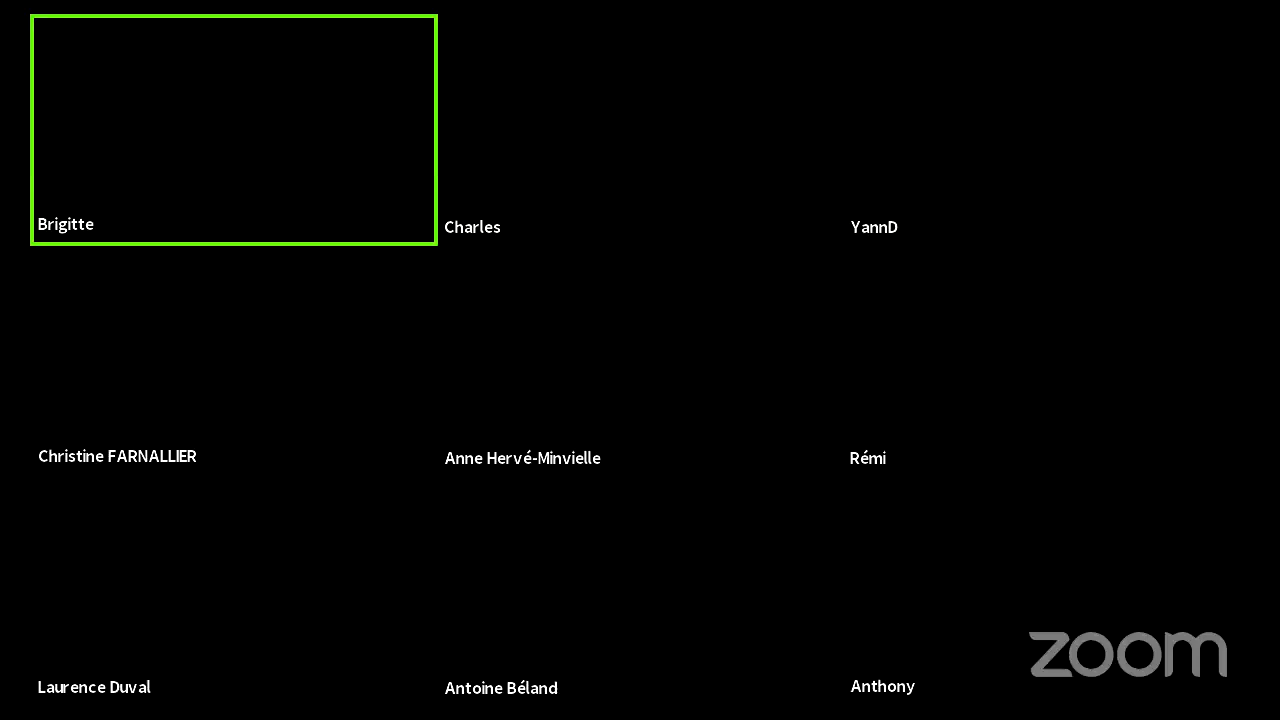 Brigitte
Charles
YannD
Christine FARNALLIER
Anne Hervé-Minvielle
Rémi
Laurence Duval
Antoine Béland
Anthony
zoom